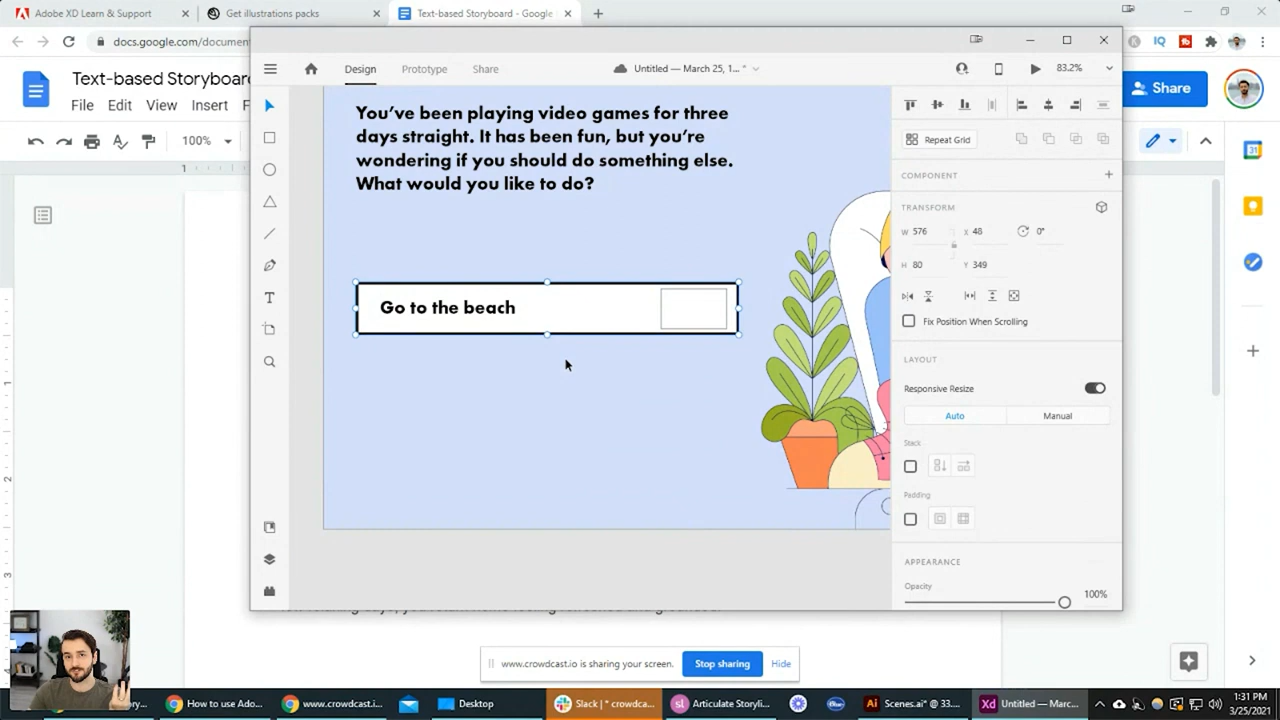 Adobe XD Learn & Support
Get illustrations packs
Text-based Storyboard - Google
docs.google.com/documen
Text-based Storyboard
File Edit View Insert
Share
100%
Design Prototype Share
Untitled — March 25, 1... *
83.2%
You've been playing video games for three
days straight. It has been fun, but you're
wondering if you should do something else.
What would you like to do?
Go to the beach
Repeat Grid
COMPONENT
TRANSFORM
W 576 X 48 0°
H 80 Y 349
Fix Position When Scrolling
LAYOUT
Responsive Resize
Auto Manual
Stack
Padding
APPEARANCE
Opacity
100%
1
1
2
3
4
www.crowdcast.io is sharing your screen.
Stop sharing
Hide
How to use Ado...
www.crowdcast.i...
Desktop
Slack | * crowdca...
Articulate Storyli...
Scenes.ai* @ 33....
Untitled — Marc...
1:31 PM
3/25/2021